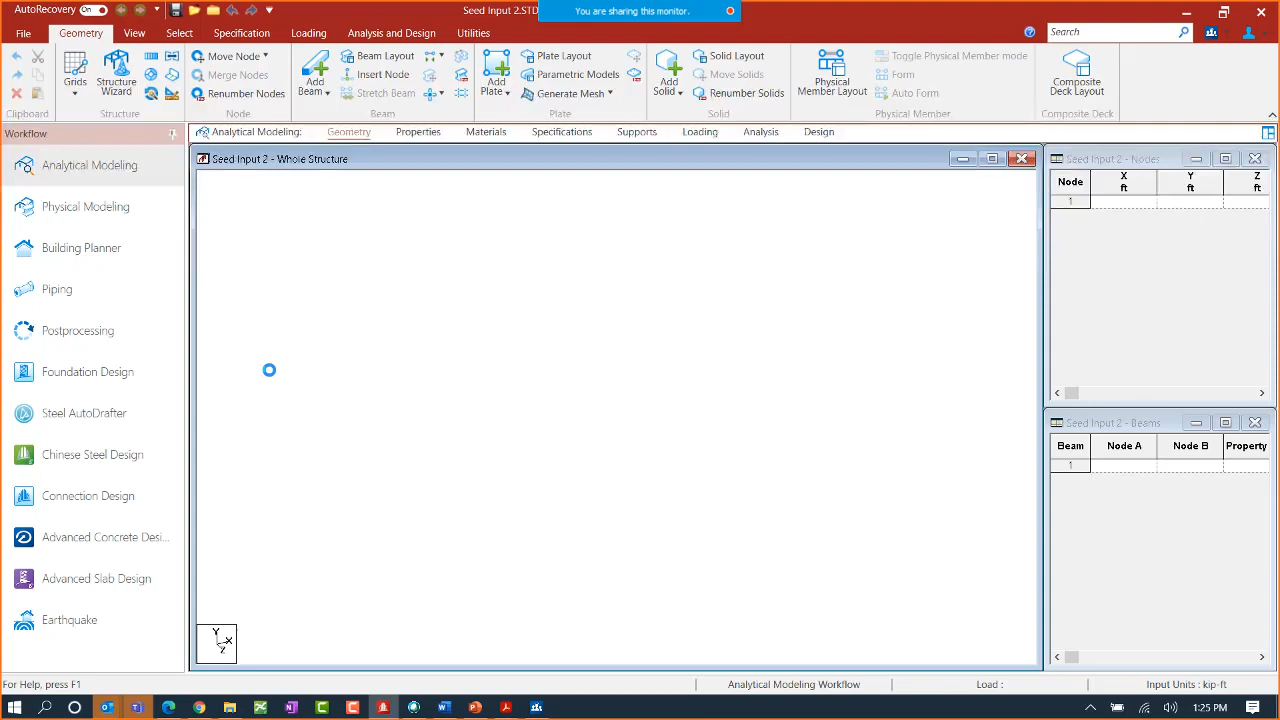 AutoRecovery On
Seed Input 2.STD
You are sharing this monitor.
File Geometry View Select Specification Loading Analysis and Design Utilities
Search
Grids
Structure Wizard
Move Node
Merge Nodes
Renumber Nodes
Add Beam
Beam Layout
Insert Node
Stretch Beam
Add Plate
Plate Layout
Parametric Models
Generate Mesh
Add Solid
Solid Layout
Move Solids
Renumber Solids
Physical Member Layout
Toggle Physical Member mode
Form
Auto Form
Composite Deck Layout
Clipboard Structure Node Beam Plate Solid Physical Member Composite Deck
Workflow
Analytical Modeling: Geometry Properties Materials Specifications Supports Loading Analysis Design
Analytical Modeling
Physical Modeling
Building Planner
Piping
Postprocessing
Foundation Design
Steel AutoDrafter
Chinese Steel Design
Connection Design
Advanced Concrete Desi...
Advanced Slab Design
Earthquake
Seed Input 2 - Whole Structure
Y
X
Z
Seed Input 2 - Nodes
Node X ft Y ft Z ft
1
Seed Input 2 - Beams
Beam Node A Node B Property
1
For Help, press F1
Analytical Modeling Workflow
Load :
Input Units : kip-ft
1:25 PM